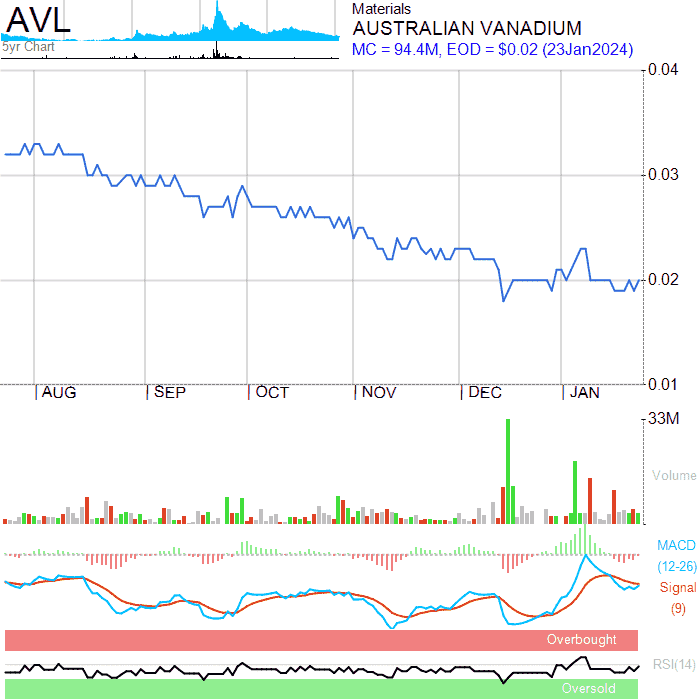 AVL
5yr Chart
Materials
AUSTRALIAN VANADIUM
MC = 94.4M, EOD = $0.02 (23Jan2024)
0.04
0.03
0.02
0.01
AUG SEP OCT NOV DEC JAN
33M
Volume
MACD
(12-26)
Signal
(9)
Overbought
RSI(14)
Oversold